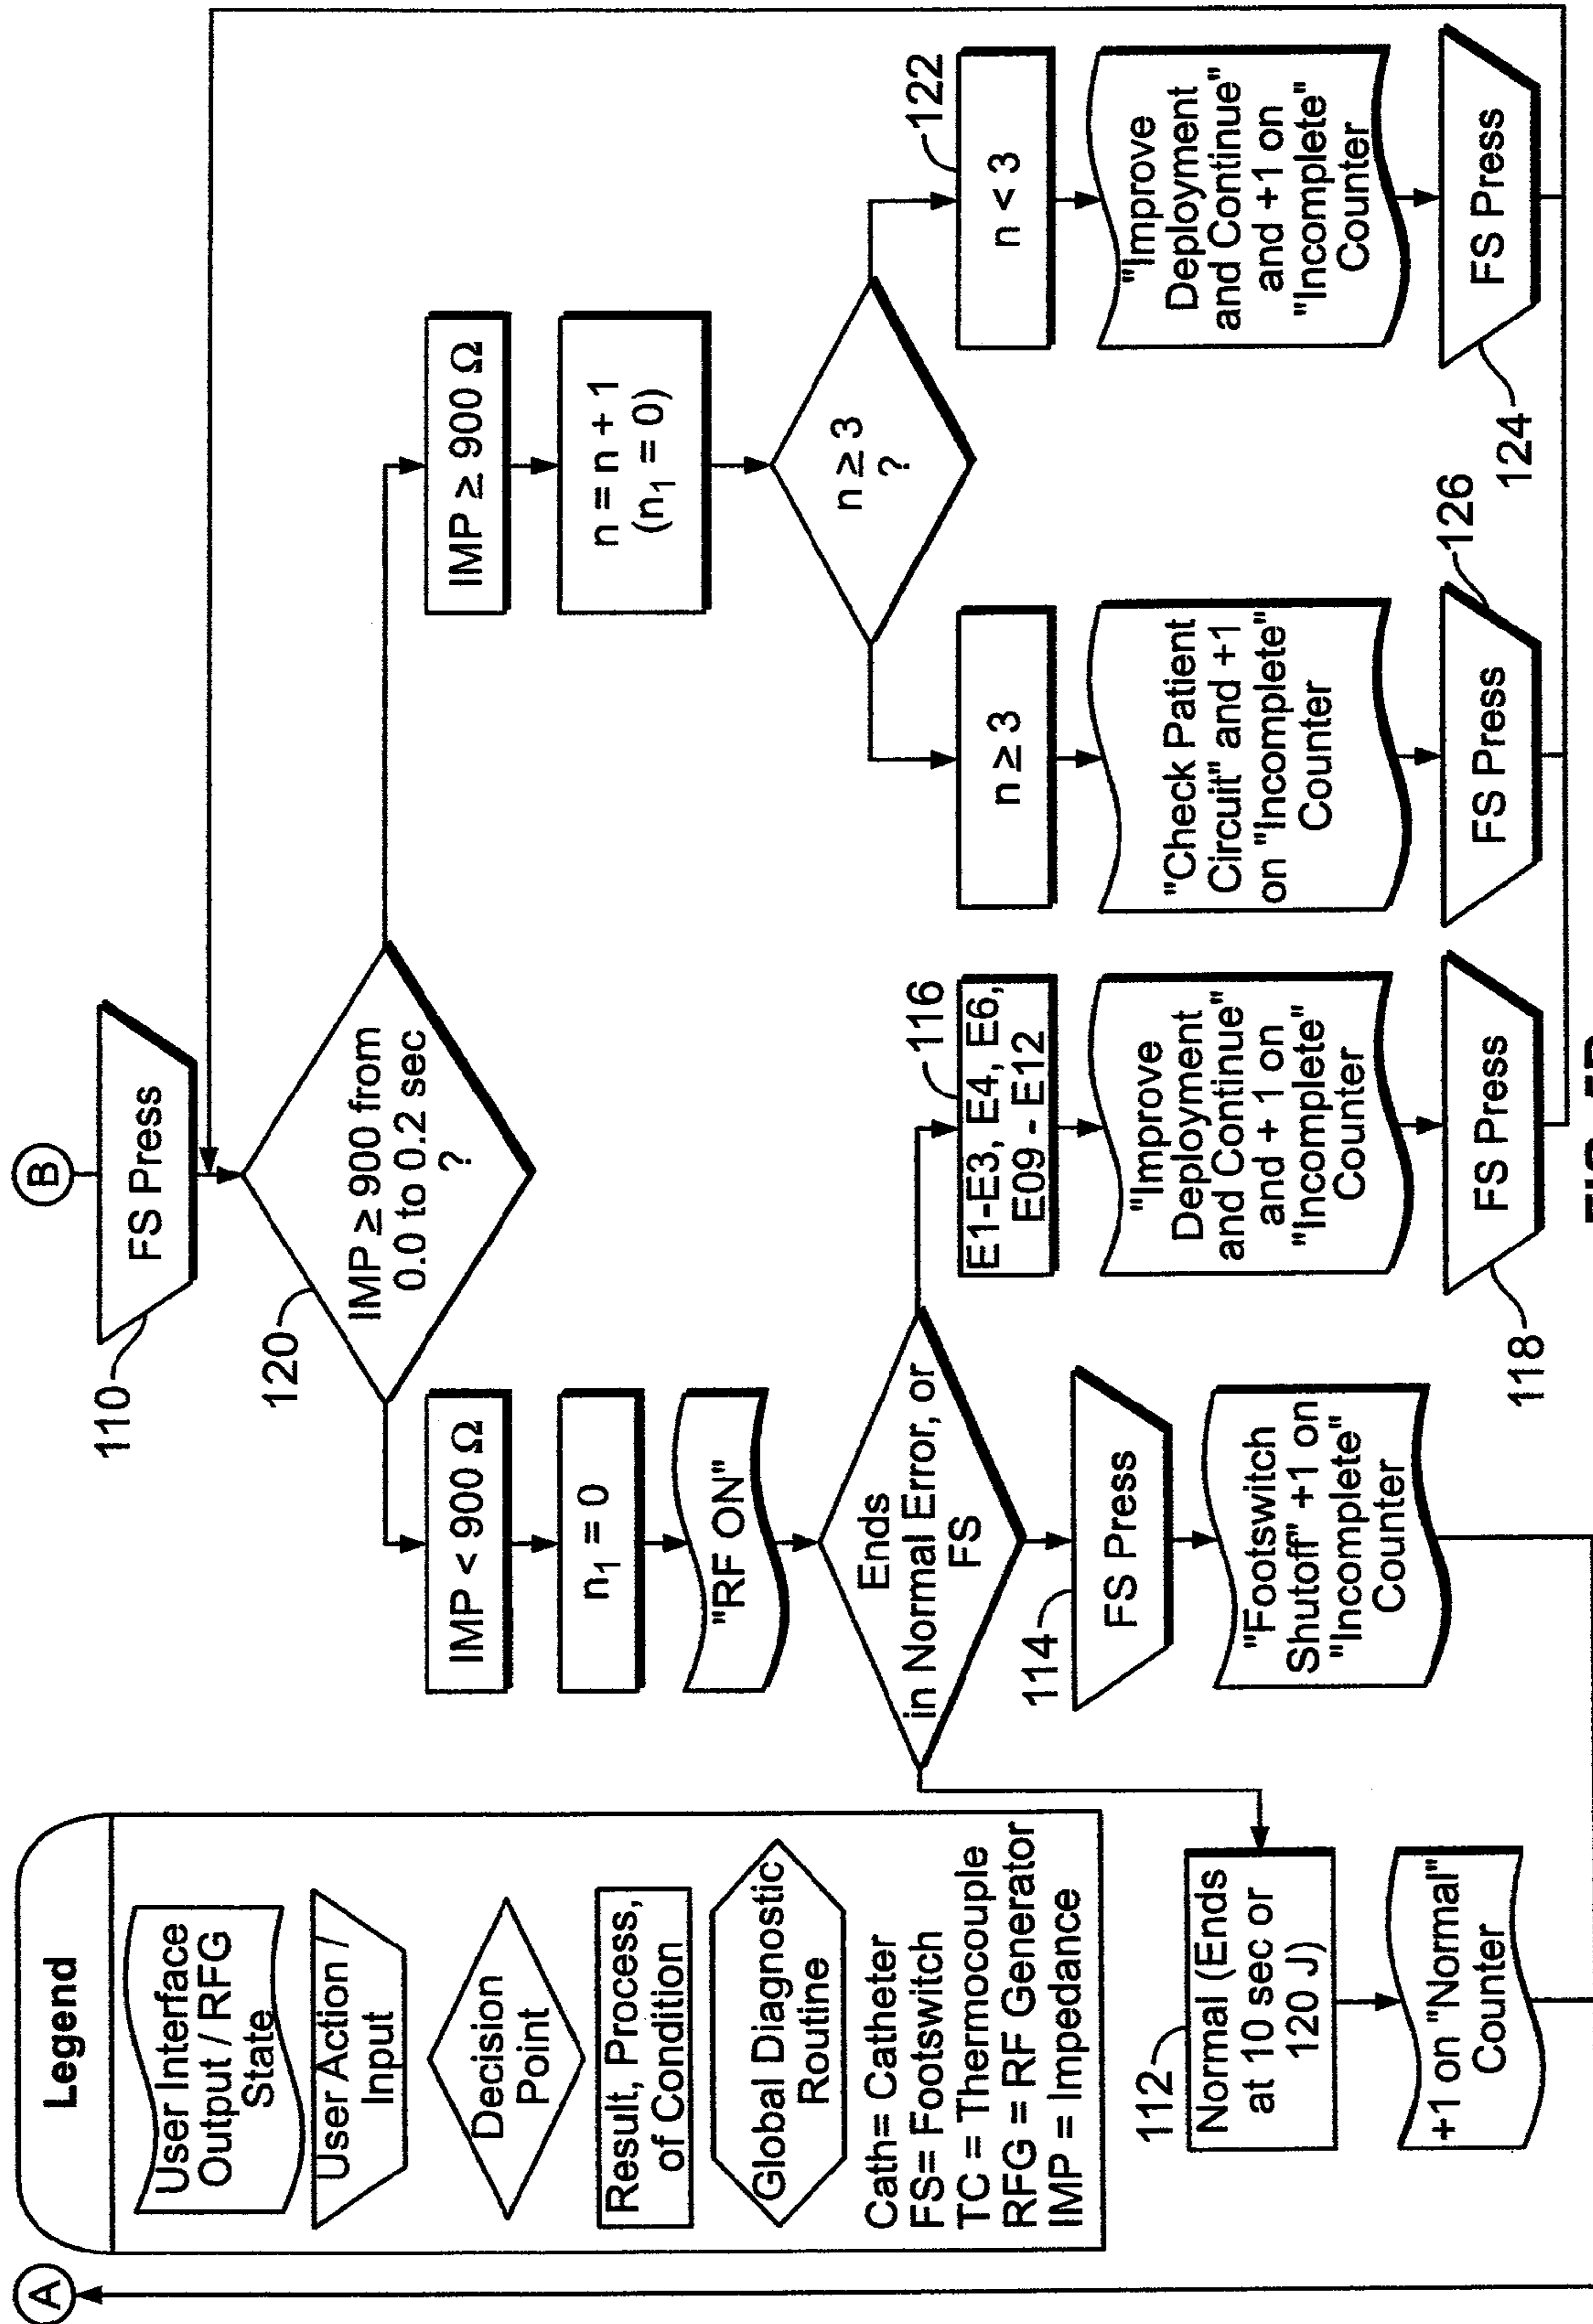 A
Legend
User Interface
Output / RFG
State
User Action /
Input
Decision
Point
Result, Process,
of Condition
Global Diagnostic
Routine
Cath= Catheter
FS= Footswitch
TC = Thermocouple
RFG = RF Generator
IMP = Impedance
B
110
FS Press
120
IMP ≥ 900 from
0.0 to 0.2 sec
?
IMP < 900 Ω
n₁ = 0
"RF ON"
Ends
in Normal Error, or
FS
112
Normal (Ends
at 10 sec or
120 J)
+1 on "Normal"
Counter
114
FS Press
"Footswitch
Shutoff" +1 on
"Incomplete"
Counter
116
E1-E3, E4, E6,
E09 - E12
"Improve
Deployment
and Continue"
and + 1 on
"Incomplete"
Counter
118
FS Press
IMP ≥ 900 Ω
n = n + 1
(n₁ = 0)
n ≥ 3
?
n ≥ 3
"Check Patient
Circuit" and +1
on "Incomplete"
Counter
126
FS Press
122
n < 3
"Improve
Deployment
and Continue"
and +1 on
"Incomplete"
Counter
124
FS Press